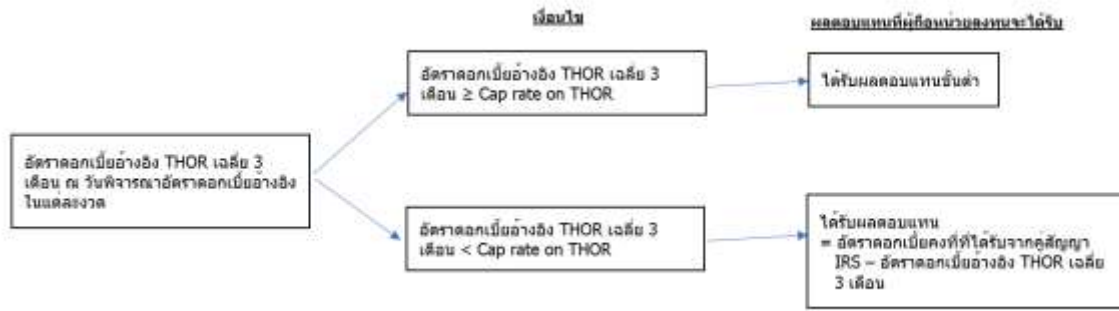 เงื่อนไข
ผลตอบแทนที่ผู้ถือหน่วยลงทุนจะได้รับ
อัตราดอกเบี้ยอ้างอิง THOR เฉลี่ย 3
เดือน ≥ Cap rate on THOR
ได้รับผลตอบแทนขั้นต่ำ
อัตราดอกเบี้ยอ้างอิง THOR เฉลี่ย 3
เดือน ณ วันพิจารณาอัตราดอกเบี้ยอ้างอิง
ในแต่ละงวด
อัตราดอกเบี้ยอ้างอิง THOR เฉลี่ย 3
เดือน < Cap rate on THOR
ได้รับผลตอบแทน
= อัตราดอกเบี้ยคงที่ที่ได้รับจากคู่สัญญา
IRS – อัตราดอกเบี้ยอ้างอิง THOR เฉลี่ย
3 เดือน